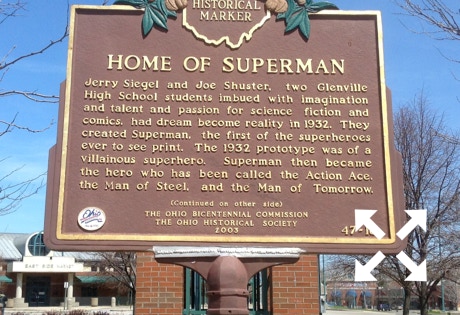 HISTORICAL
MARKER
HOME OF SUPERMAN
Jerry Siegel and Joe Shuster, two Glenville
High School students imbued with imagination
and talent and passion for science fiction and
comics, had dream become reality in 1932. They
created Superman, the first of the superheroes
ever to see print. The 1932 prototype was of a
villainous superhero. Superman then became
the hero who has been called the Action Ace,
the Man of Steel, and the Man of Tomorrow.
(Continued on other side)
THE OHIO BICENTENNIAL COMMISSION
THE OHIO HISTORICAL SOCIETY
2003
Ohio
EAST SIDE MARKET